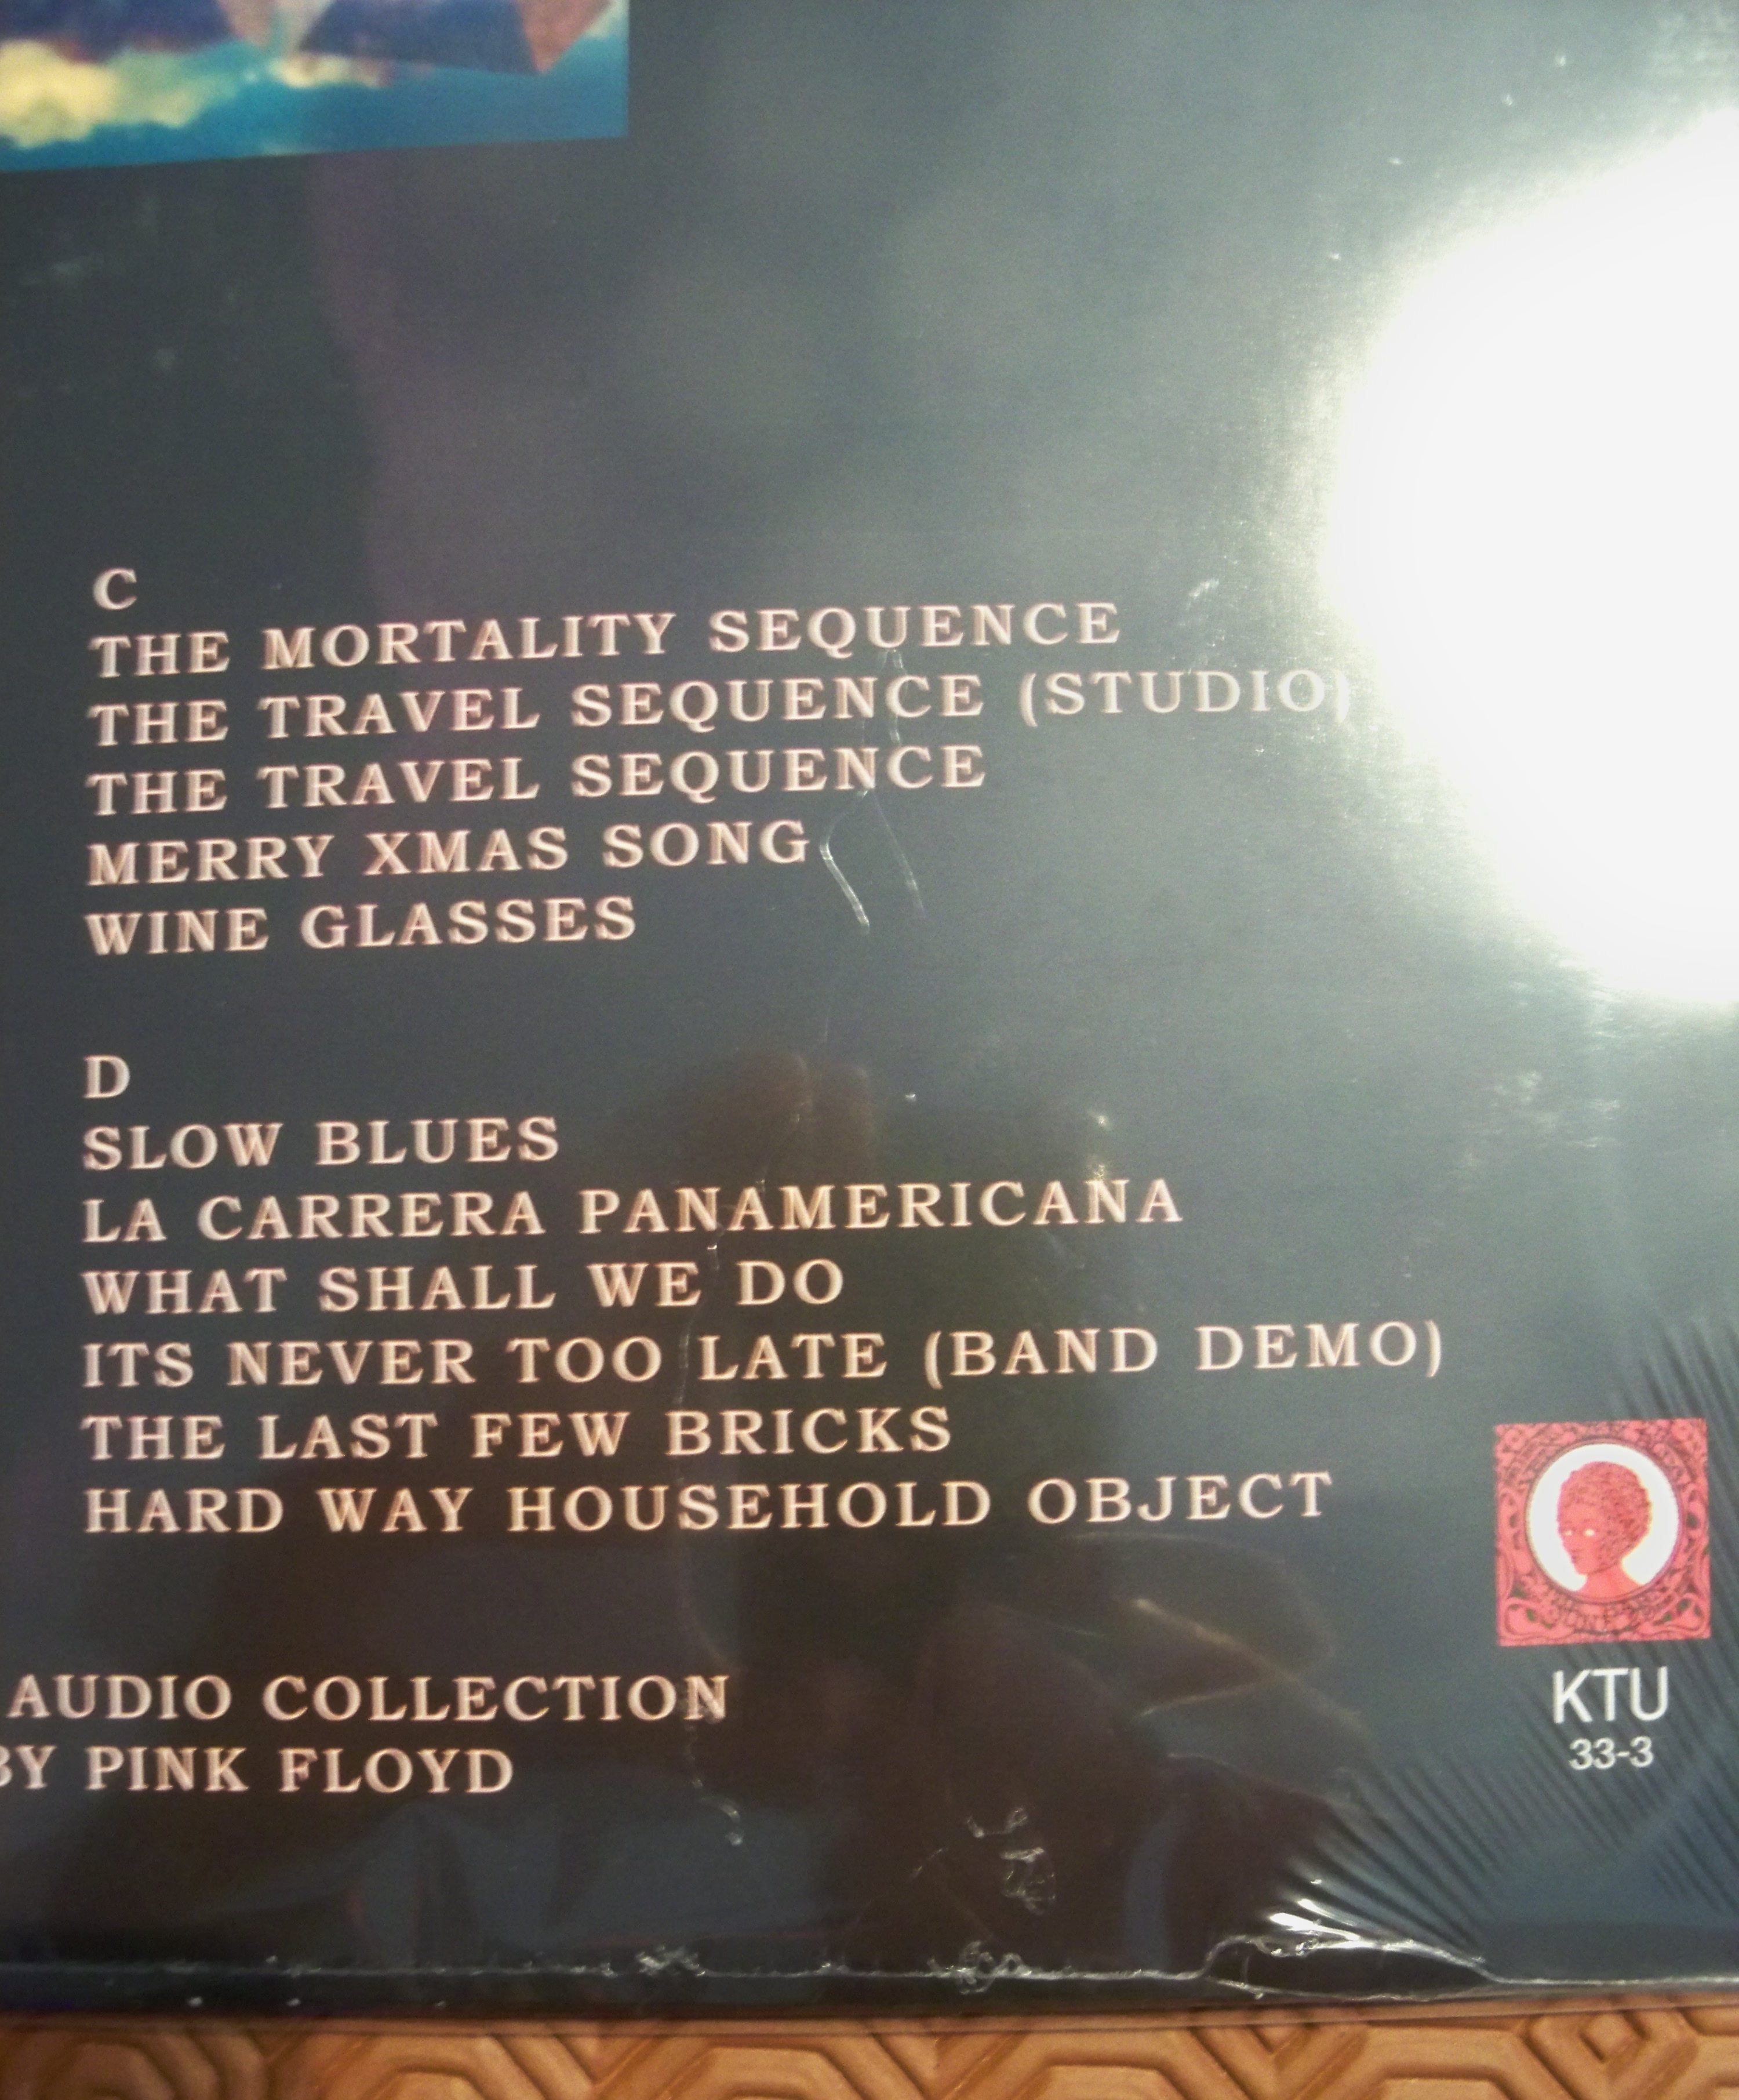 C
THE MORTALITY SEQUENCE
THE TRAVEL SEQUENCE (STUDIO)
THE TRAVEL SEQUENCE
MERRY XMAS SONG
WINE GLASSES
D
SLOW BLUES
LA CARRERA PANAMERICANA
WHAT SHALL WE DO
ITS NEVER TOO LATE (BAND DEMO)
THE LAST FEW BRICKS
HARD WAY HOUSEHOLD OBJECT
AUDIO COLLECTION
BY PINK FLOYD
KTU
33-3